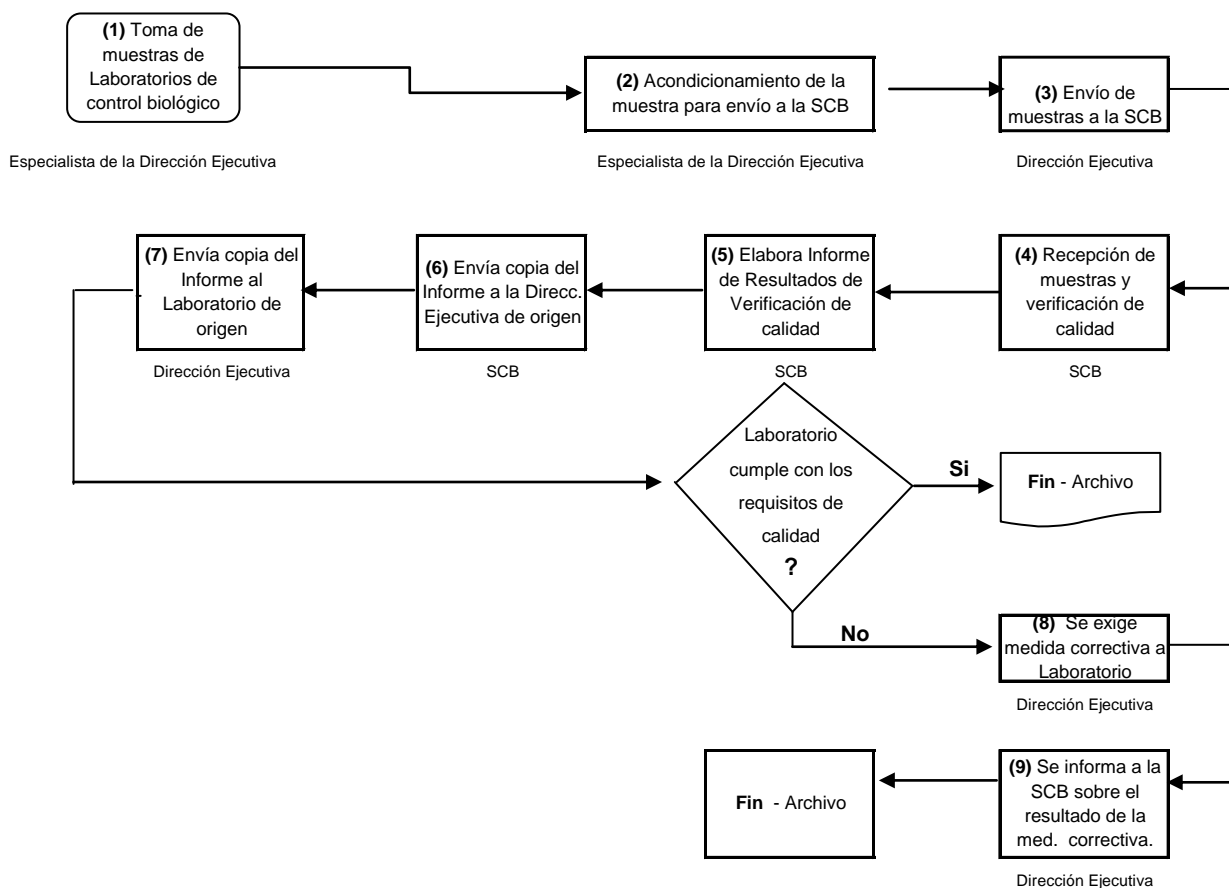 (1) Toma de
muestras de
Laboratorios de
control biológico
Especialista de la Dirección Ejecutiva
(2) Acondicionamiento de la
muestra para envío a la SCB
Especialista de la Dirección Ejecutiva
(3) Envío de
muestras a la SCB
Dirección Ejecutiva
(4) Recepción de
muestras y
verificación de
calidad
SCB
(5) Elabora Informe
de Resultados de
Verificación de
calidad
SCB
(6) Envía copia del
Informe a la Direcc.
Ejecutiva de origen
SCB
(7) Envía copia del
Informe al
Laboratorio de
origen
Dirección Ejecutiva
Laboratorio
cumple con los
requisitos de
calidad
?
Si
Fin - Archivo
No
(8) Se exige
medida correctiva a
Laboratorio
Dirección Ejecutiva
(9) Se informa a la
SCB sobre el
resultado de la
med. correctiva.
Dirección Ejecutiva
Fin - Archivo